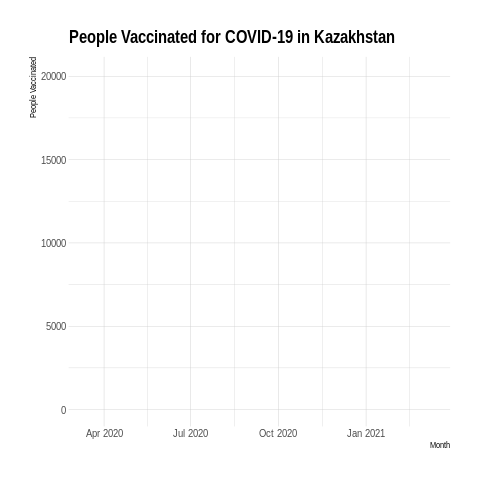 People Vaccinated for COVID-19 in Kazakhstan
People Vaccinated
20000
15000
10000
5000
0
Apr 2020 Jul 2020 Oct 2020 Jan 2021
Month